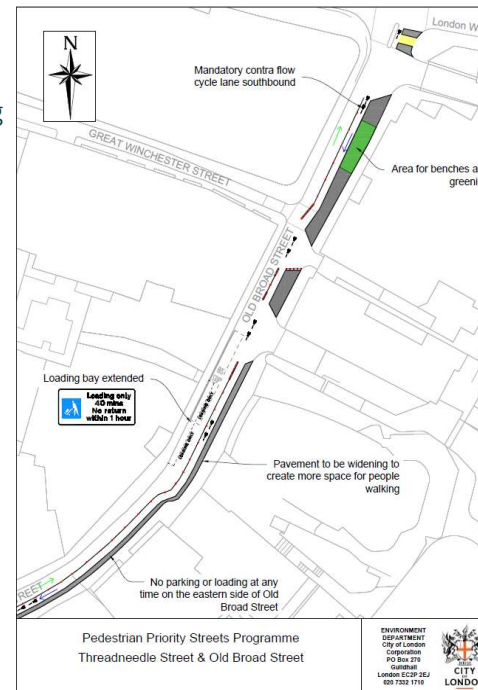 g
N
London W
Mandatory contra flow
cycle lane southbound
GREAT WINCHESTER STREET
Area for benches a
greeni
OLD BROAD STREET
Loading bay extended
Loading only
40 mins
No return
within 1 hour
Pavement to be widening to
create more space for people
walking
REET
No parking or loading at any
time on the eastern side of Old
Broad Street
Pedestrian Priority Streets Programme
Threadneedle Street & Old Broad Street
ENVIRONMENT
DEPARTMENT
City of London
Corporation
PO Box 270
Guildhall
London EC2P 2EJ
020 7332 1710
CITY
LONDO